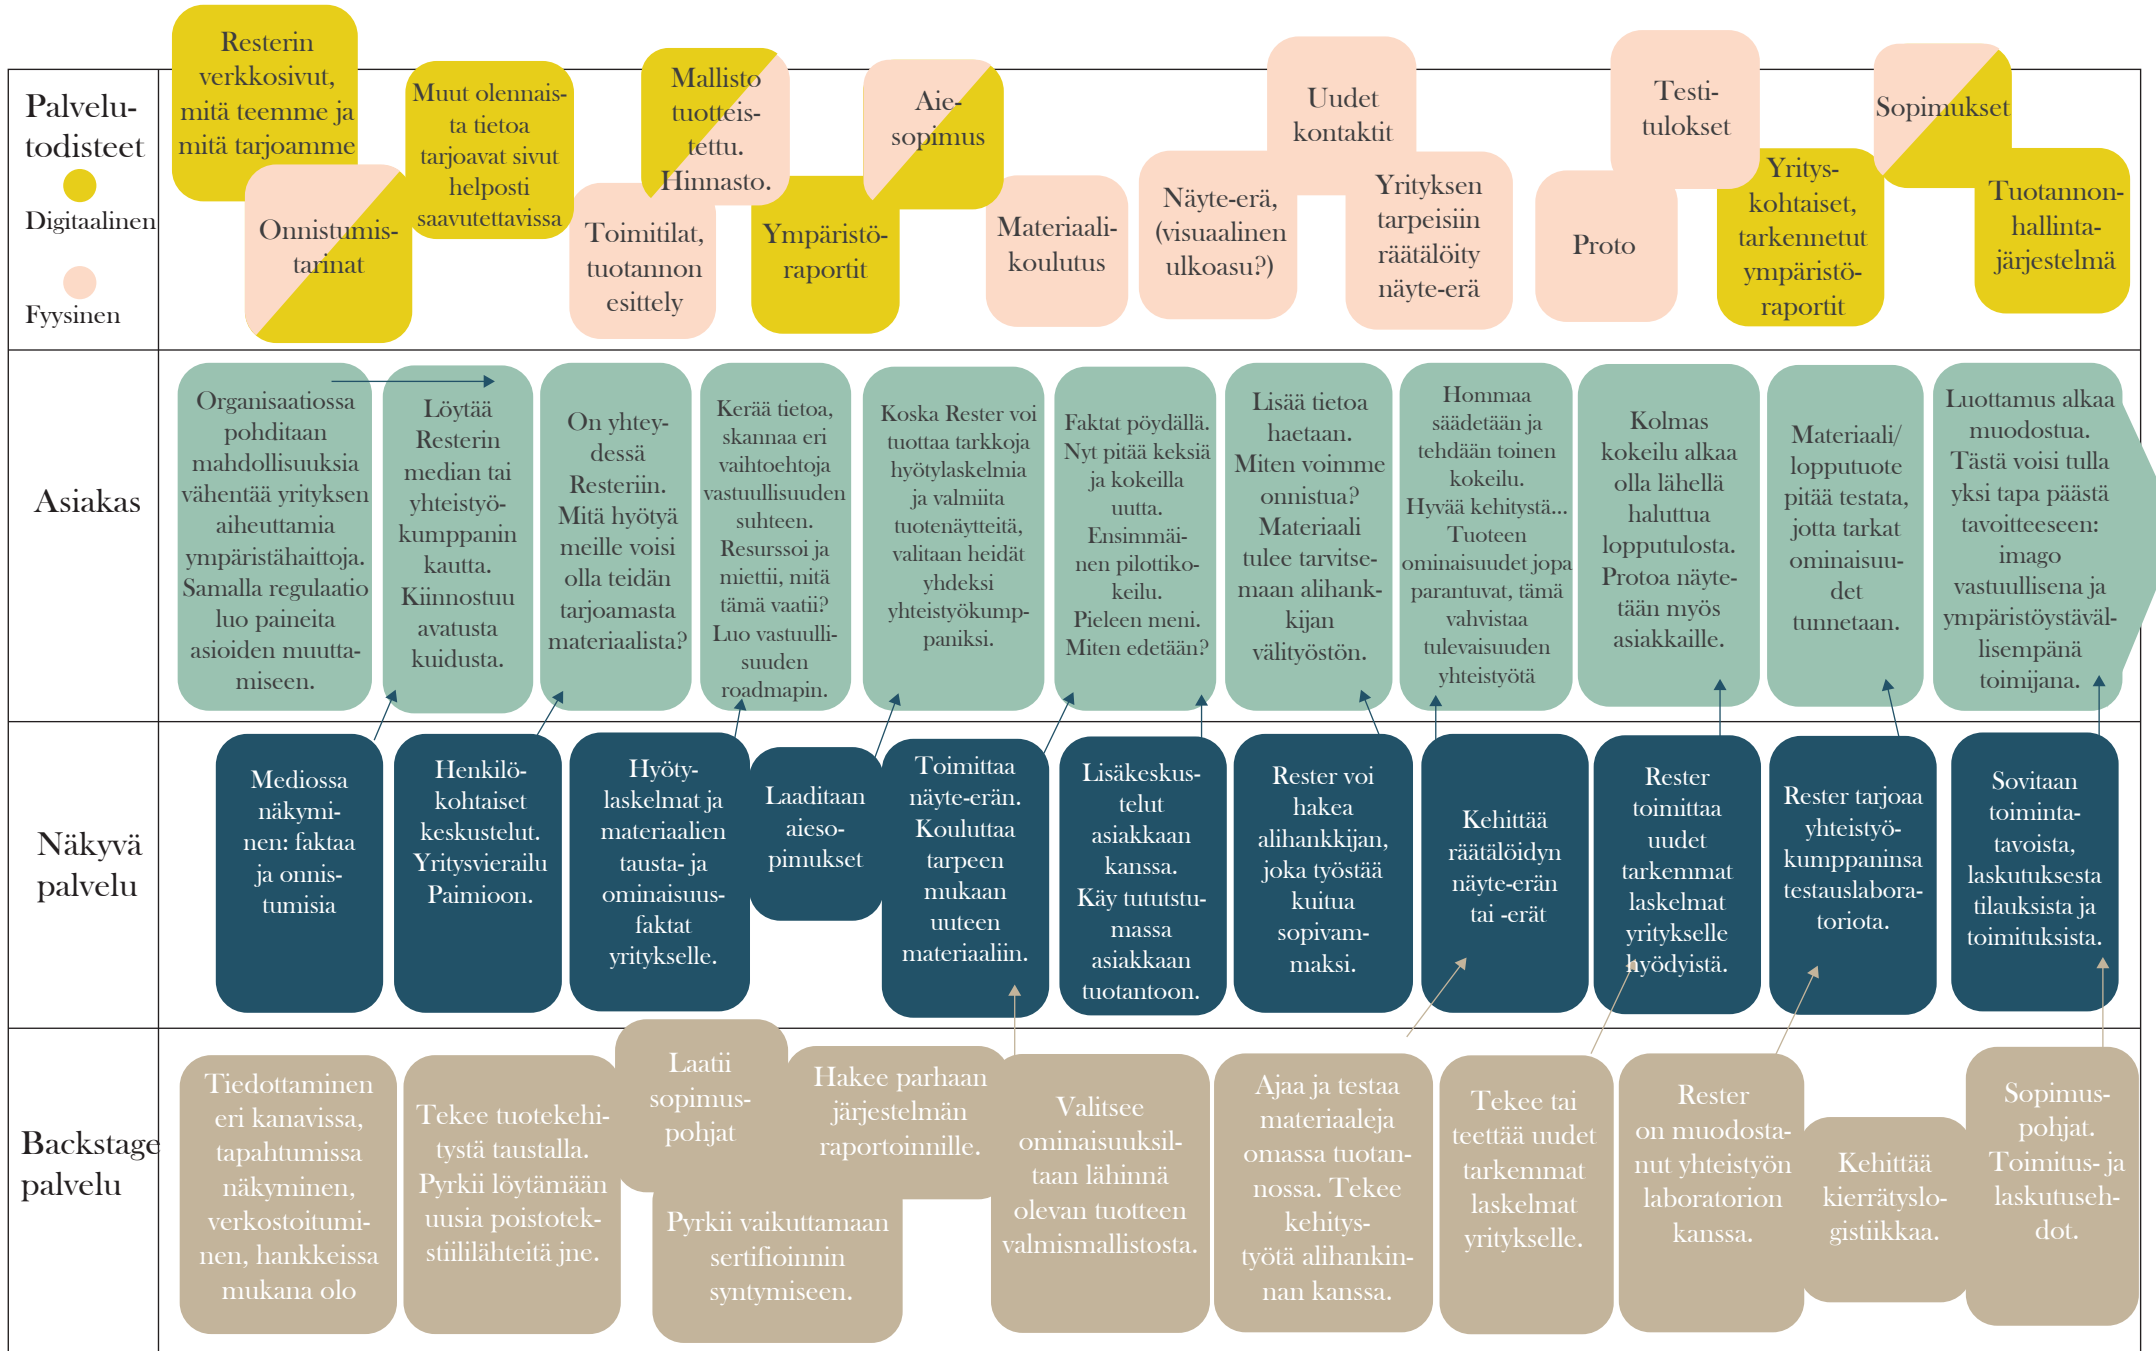 Palvelu-
todisteet
Digitaalinen
Fyysinen
Resterin
verkkosivut,
mitä teemme ja
mitä tarjoamme
Onnistumis-
tarinat
Muut olennais-
ta tietoa
tarjoavat sivut
helposti
saavutettavissa
Toimitilat,
tuotannon
esittely
Mallisto
tuotteis-
tettu.
Hinnasto.
Ympäristö-
raportit
Aie-
sopimus
Materiaali-
koulutus
Näyte-erä,
(visuaalinen
ulkoasu?)
Uudet
kontaktit
Yrityksen
tarpeisiin
räätälöity
näyte-erä
Proto
Testi-
tulokset
Yritys-
kohtaiset,
tarkennetut
ympäristö-
raportit
Sopimukset
Tuotannon-
hallinta-
järjestelmä
Asiakas
Organisaatiossa
pohditaan
mahdollisuuksia
vähentää yrityksen
aiheuttamia
ympäristähaittoja.
Samalla regulaatio
luo paineita
asioiden muutta-
miseen.
Löytää
Resterin
median tai
yhteistyö-
kumppanin
kautta.
Kiinnostuu
avatusta
kuidusta.
On yhtey-
dessä
Resteriin.
Mitä hyötyä
meille voisi
olla teidän
tarjoamasta
materiaalista?
Kerää tietoa,
skannaa eri
vaihtoehtoja
vastuullisuuden
suhteen.
Resurssoi ja
miettii, mitä
tämä vaatii?
Luo vastuulli-
suuden
roadmapin.
Koska Rester voi
tuottaa tarkkoja
hyötylaskelmia
ja valmiita
tuotenäytteitä,
valitaan heidät
yhdeksi
yhteistyökump-
paniksi.
Faktat pöydällä.
Nyt pitää keksiä
ja kokeilla
uutta.
Ensimmäi-
nen pilottiko-
keilu.
Pieleen meni.
Miten edetään?
Lisää tietoa
haetaan.
Miten voimme
onnistua?
Materiaali
tulee tarvitse-
maan alihank-
kijan
välityöstön.
Hommaa
säädetään ja
tehdään toinen
kokeilu.
Hyvää kehitystä...
Tuoteen
ominaisuudet jopa
parantuvat, tämä
vahvistaa
tulevaisuuden
yhteistyötä
Kolmas
kokeilu alkaa
olla lähellä
haluttua
lopputulosta.
Protoa näyte-
tään myös
asiakkaille.
Materiaali/
lopputuote
pitää testata,
jotta tarkat
ominaisuu-
det
tunnetaan.
Luottamus alkaa
muodostua.
Tästä voisi tulla
yksi tapa päästä
tavoitteeseen:
imago
vastuullisena ja
ympäristöystäväl-
lisempänä
toimijana.
Näkyvä
palvelu
Mediossa
näkymi-
nen: faktaa
ja onnis-
tumisia
Henkilö-
kohtaiset
keskustelut.
Yritysvierailu
Paimioon.
Hyöty-
laskelmat ja
materiaalien
tausta- ja
ominaisuus-
faktat
yritykselle.
Laaditaan
aieso-
pimukset
Toimittaa
näyte-erän.
Kouluttaa
tarpeen
mukaan
uuteen
materiaaliin.
Lisäkeskus-
telut
asiakkaan
kanssa.
Käy tututstu-
massa
asiakkaan
tuotantoon.
Rester voi
hakea
alihankkijan,
joka työstää
kuitua
sopivam-
maksi.
Kehittää
räätälöidyn
näyte-erän
tai -erät
Rester
toimittaa
uudet
tarkemmat
laskelmat
yritykselle
hyödyistä.
Rester tarjoaa
yhteistyö-
kumppaninsa
testauslabora-
toriota.
Sovitaan
toiminta-
tavoista,
laskutuksesta
tilauksista ja
toimituksista.
Backstage
palvelu
Tiedottaminen
eri kanavissa,
tapahtumissa
näkyminen,
verkostoitumi-
nen, hankkeissa
mukana olo
Tekee tuotekehi-
tystä taustalla.
Pyrkii löytämään
uusia poistotek-
stiililähteitä jne.
Laatii
sopimus-
pohjat
Pyrkii vaikuttamaan
sertifioinnin
syntymiseen.
Hakee parhaan
järjestelmän
raportoinnille.
Valitsee
ominaisuuksil-
taan lähinnä
olevan tuotteen
valmismallistosta.
Ajaa ja testaa
materiaaleja
omassa tuotan-
nossa. Tekee
kehitys-
työtä alihankin-
nan kanssa.
Tekee tai
teettää uudet
tarkemmat
laskelmat
yritykselle.
Rester
on muodosta-
nut yhteistyön
laboratorion
kanssa.
Kehittää
kierrätyslo-
gistiikkaa.
Sopimus-
pohjat.
Toimitus- ja
laskutuseh-
dot.